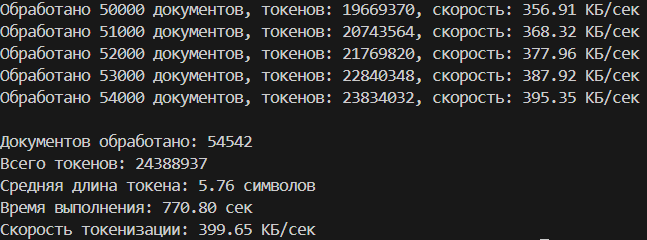 Обработано 50000 документов, токенов: 19669370, скорость: 356.91 КБ/сек
Обработано 51000 документов, токенов: 20743564, скорость: 368.32 КБ/сек
Обработано 52000 документов, токенов: 21769820, скорость: 377.96 КБ/сек
Обработано 53000 документов, токенов: 22840348, скорость: 387.92 КБ/сек
Обработано 54000 документов, токенов: 23834032, скорость: 395.35 КБ/сек
Документов обработано: 54542
Всего токенов: 24388937
Средняя длина токена: 5.76 символов
Время выполнения: 770.80 сек
Скорость токенизации: 399.65 КБ/сек